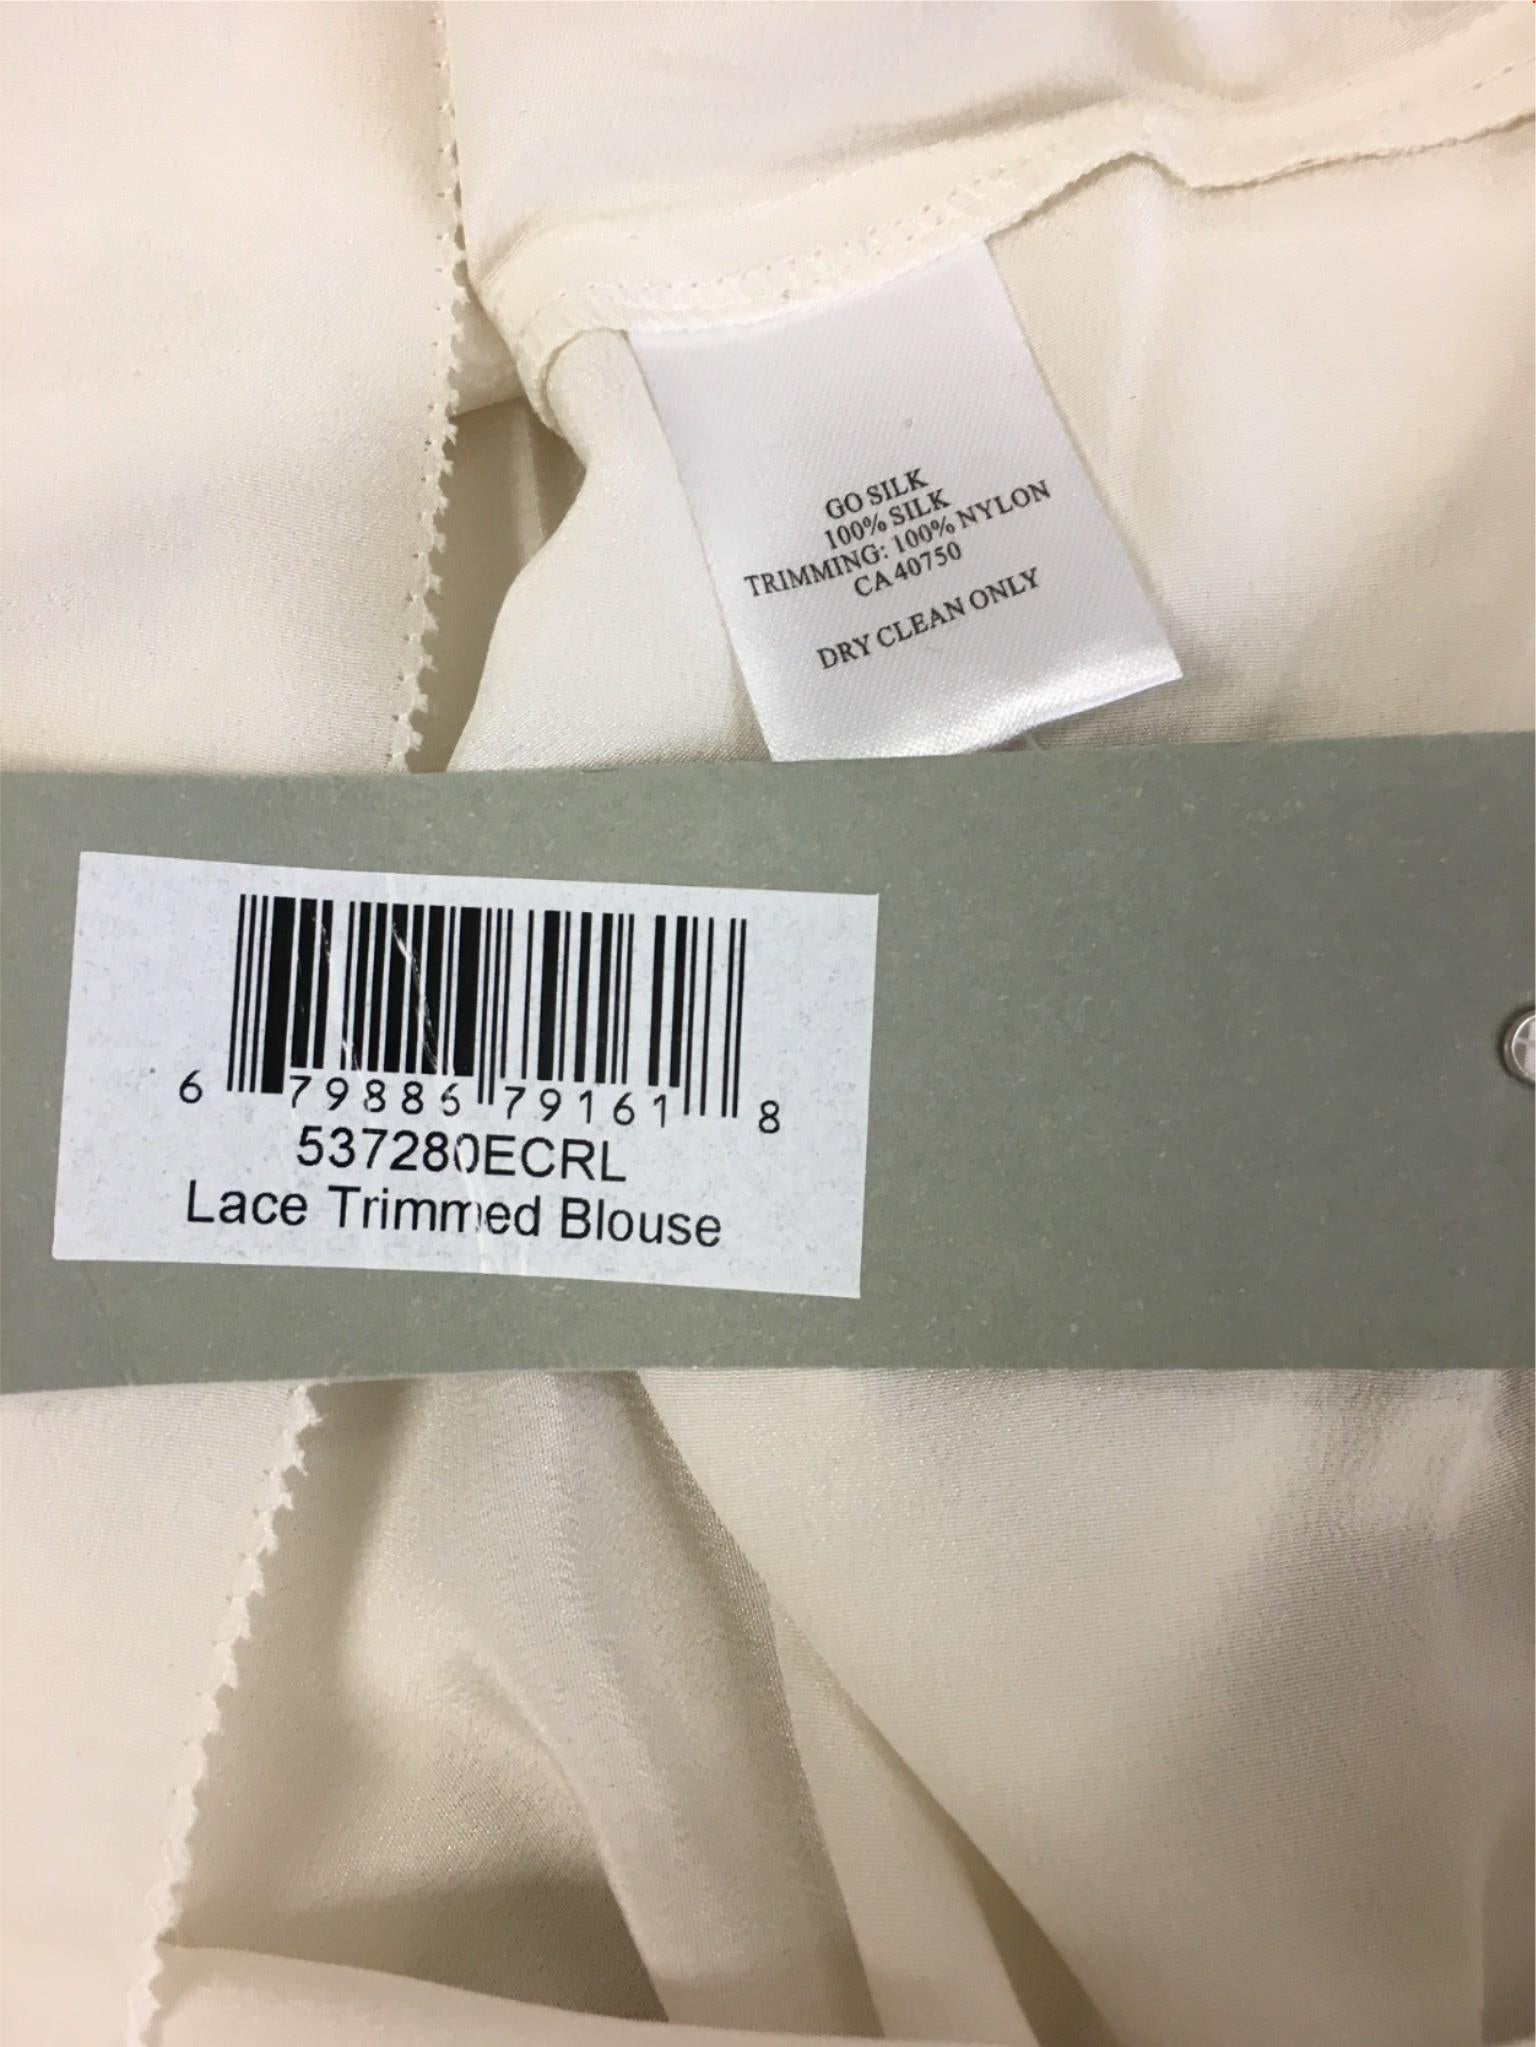 GO SILK
100% SILK
TRIMMING: 100% NYLON
CA 40750
DRY CLEAN ONLY
6 79886 79161 8
537280ECRL
Lace Trimmed Blouse